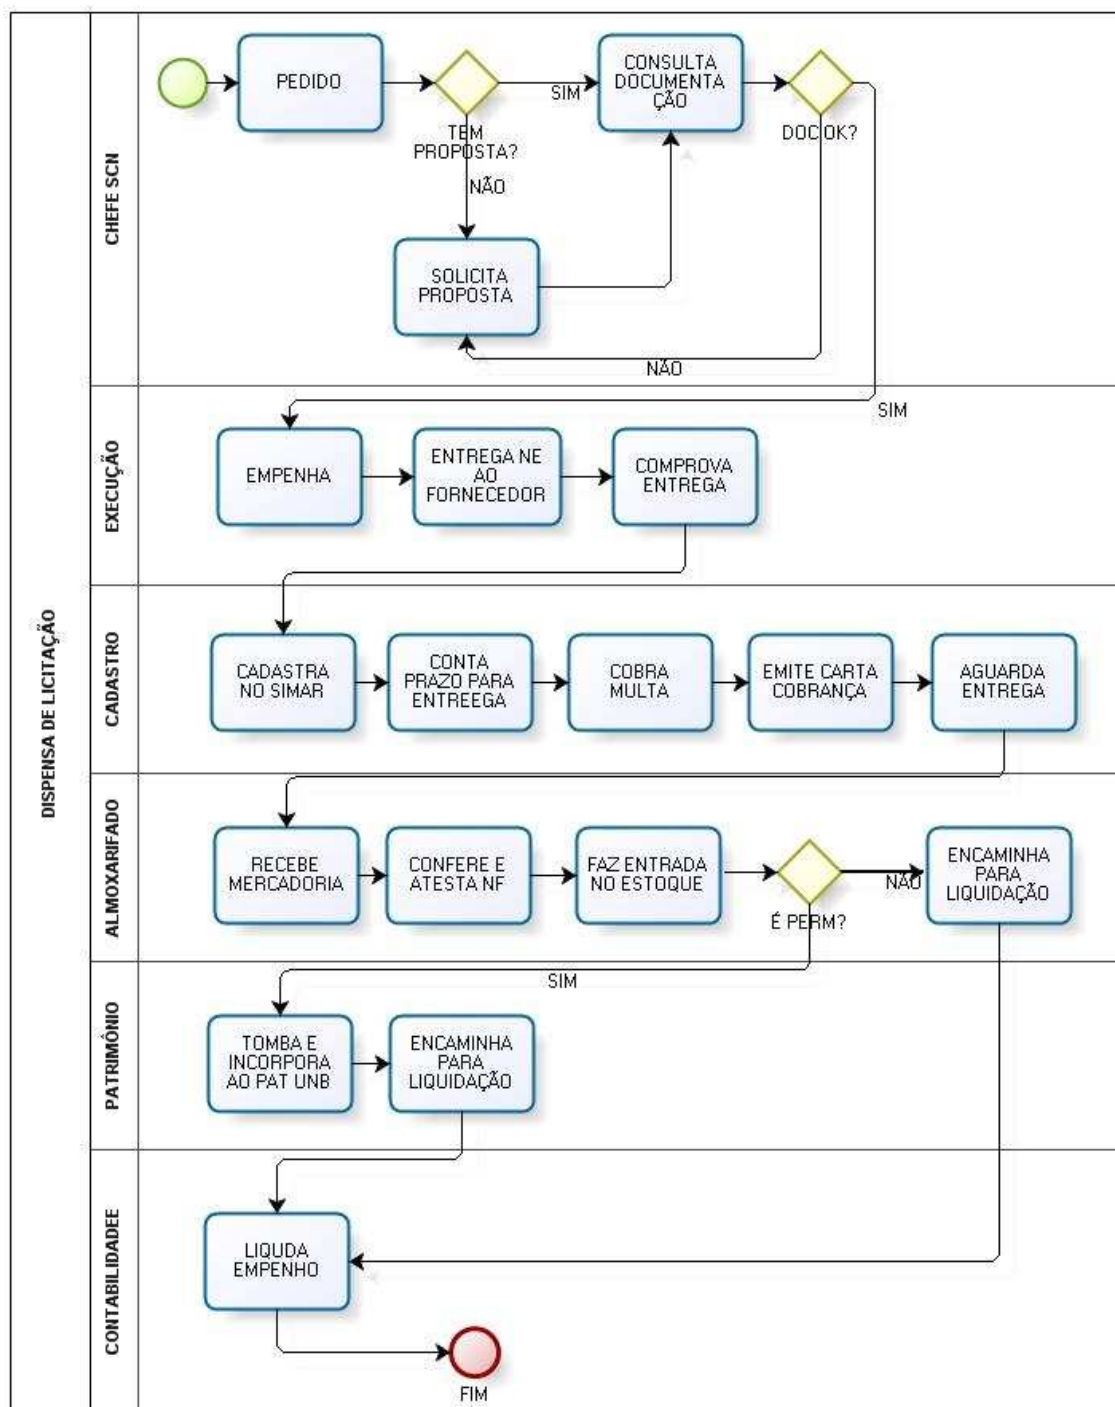 DISPENSA DE LICITAÇÃO
CHEFE SCN
PEDIDO
TEM
PROPOSTA?
SIM
NÃO
CONSULTA
DOCUMENTA
ÇÃO
DOC OK?
SOLICITA
PROPOSTA
NÃO
SIM
EXECUÇÃO
EMPENHA
ENTREGA NE
AO
FORNECEDOR
COMPROVA
ENTREGA
CADASTRO
CADASTRA
NO SIMAR
CONTA
PRAZO PARA
ENTREEGA
COBRA
MULTA
EMITE CARTA
COBRANÇA
AGUARDA
ENTREGA
ALMOXARIFADO
RECEBE
MERCADORIA
CONFERE E
ATESTA NF
FAZ ENTRADA
NO ESTOQUE
É PERM?
NÃO
ENCAMINHA
PARA
LIQUIDAÇÃO
SIM
PATRIMÔNIO
TOMBA E
INCORPORA
AO PAT UNB
ENCAMINHA
PARA
LIQUIDAÇÃO
CONTABILIDADEE
LIQUDA
EMPENHO
FIM